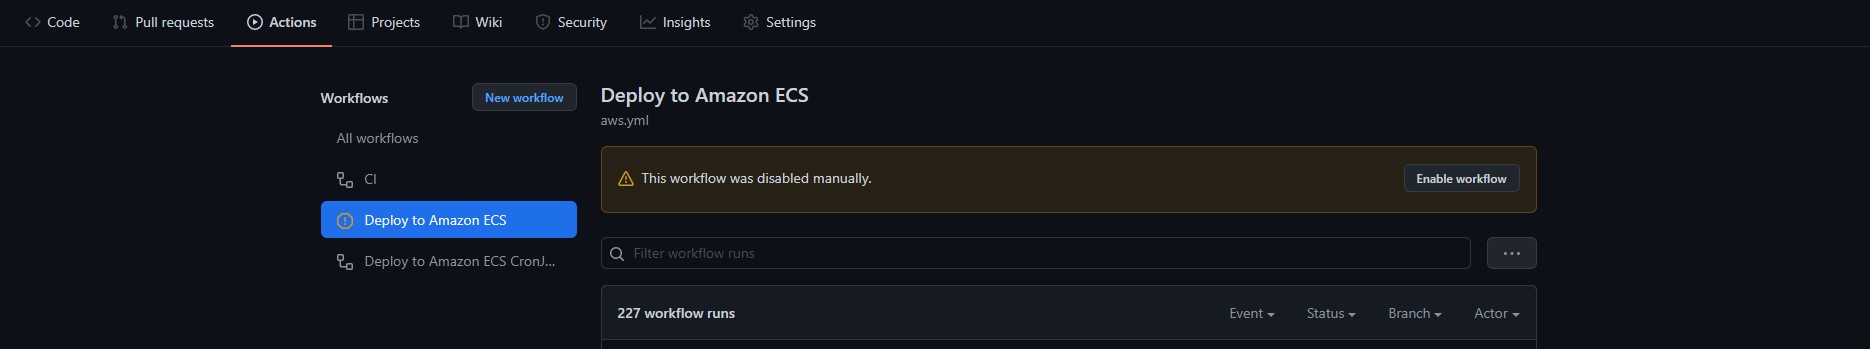 Code Pull requests Actions Projects Wiki Security Insights Settings
Workflows New workflow
All workflows
CI
Deploy to Amazon ECS
Deploy to Amazon ECS CronJ...
Deploy to Amazon ECS
aws.yml
This workflow was disabled manually. Enable workflow
Filter workflow runs
227 workflow runs Event Status Branch Actor